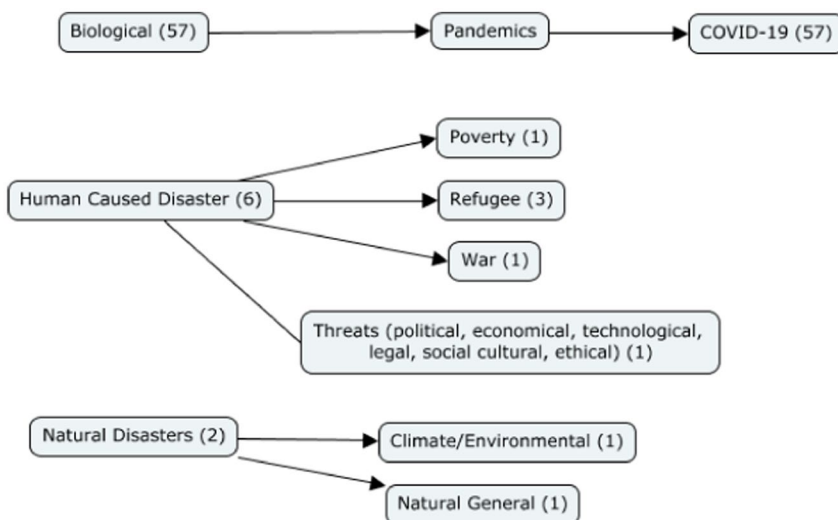 Biological (57)
Pandemics
COVID-19 (57)
Poverty (1)
Human Caused Disaster (6)
Refugee (3)
War (1)
Threats (political, economical, technological,
legal, social cultural, ethical) (1)
Natural Disasters (2)
Climate/Environmental (1)
Natural General (1)